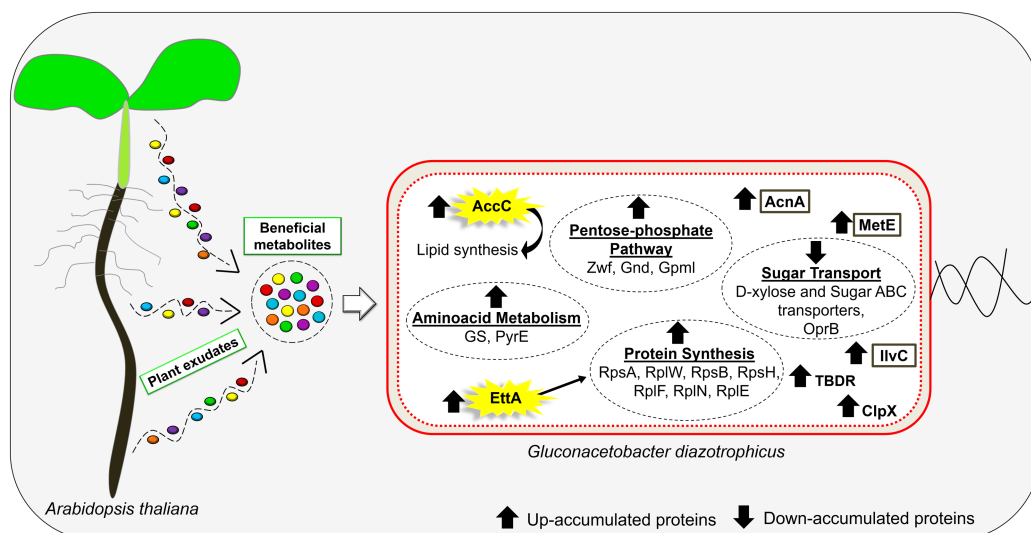 Beneficial
metabolites
Plant exudates
Arabidopsis thaliana
AccC
Lipid synthesis
Pentose-phosphate
Pathway
Zwf, Gnd, GpmI
AcnA
MetE
Sugar Transport
D-xylose and Sugar ABC
transporters,
OprB
Aminoacid Metabolism
GS, PyrE
Protein Synthesis
RpsA, RplW, RpsB, RpsH,
RplF, RplN, RplE
EttA
IlvC
TBDR
ClpX
Gluconacetobacter diazotrophicus
Up-accumulated proteins
Down-accumulated proteins